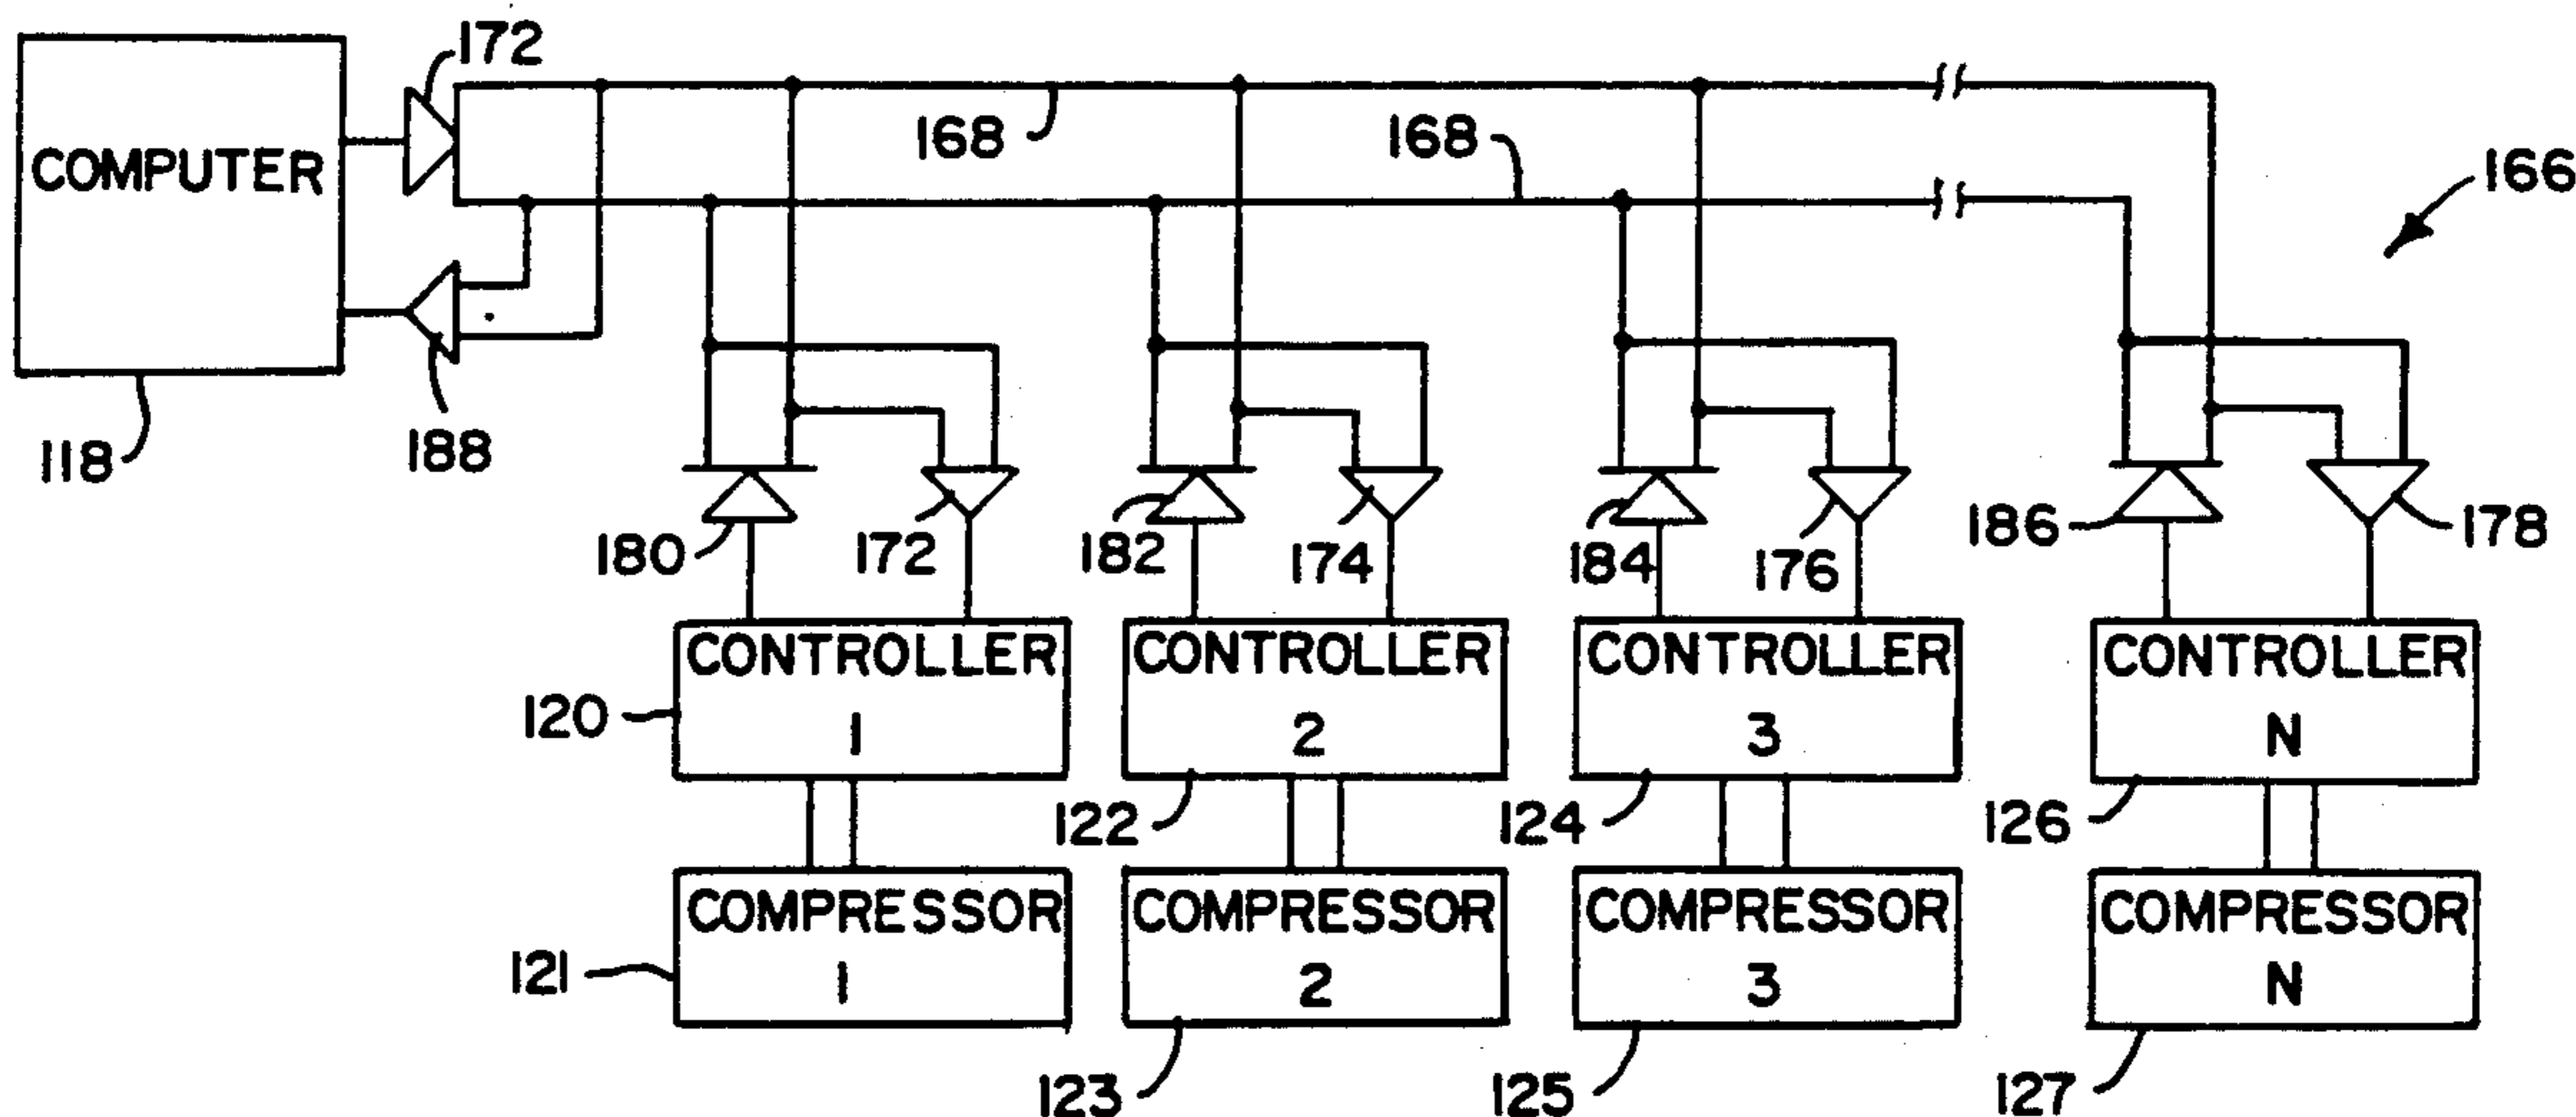 172
COMPUTER
168
168
166
118
188
180
172
182
174
184
176
186
178
CONTROLLER
1
CONTROLLER
2
CONTROLLER
3
CONTROLLER
N
120
122
124
126
COMPRESSOR
1
COMPRESSOR
2
COMPRESSOR
3
COMPRESSOR
N
121
123
125
127